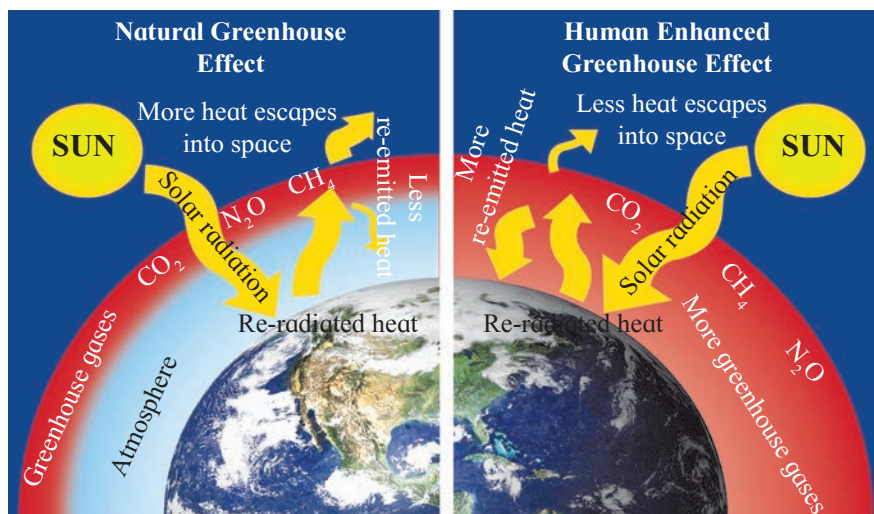 Natural Greenhouse
Effect
SUN
More heat escapes
into space
Less
re-emitted heat
Solar radiation
CO₂
N₂O
CH₄
Re-radiated heat
Greenhouse gases
Atmosphere
Human Enhanced
Greenhouse Effect
More
re-emitted heat
Less heat escapes
into space
SUN
Solar radiation
CO₂
CH₄
N₂O
Re-radiated heat
More greenhouse gases